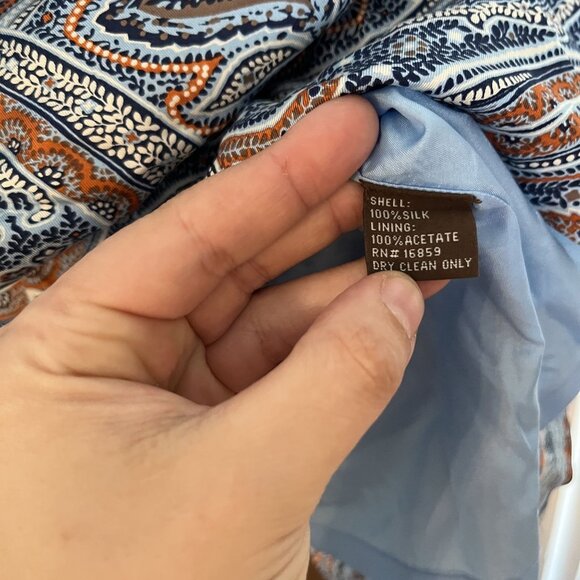 SHELL:
100%SILK
LINING:
100%ACETATE
RN# 16859
DRY CLEAN ONLY